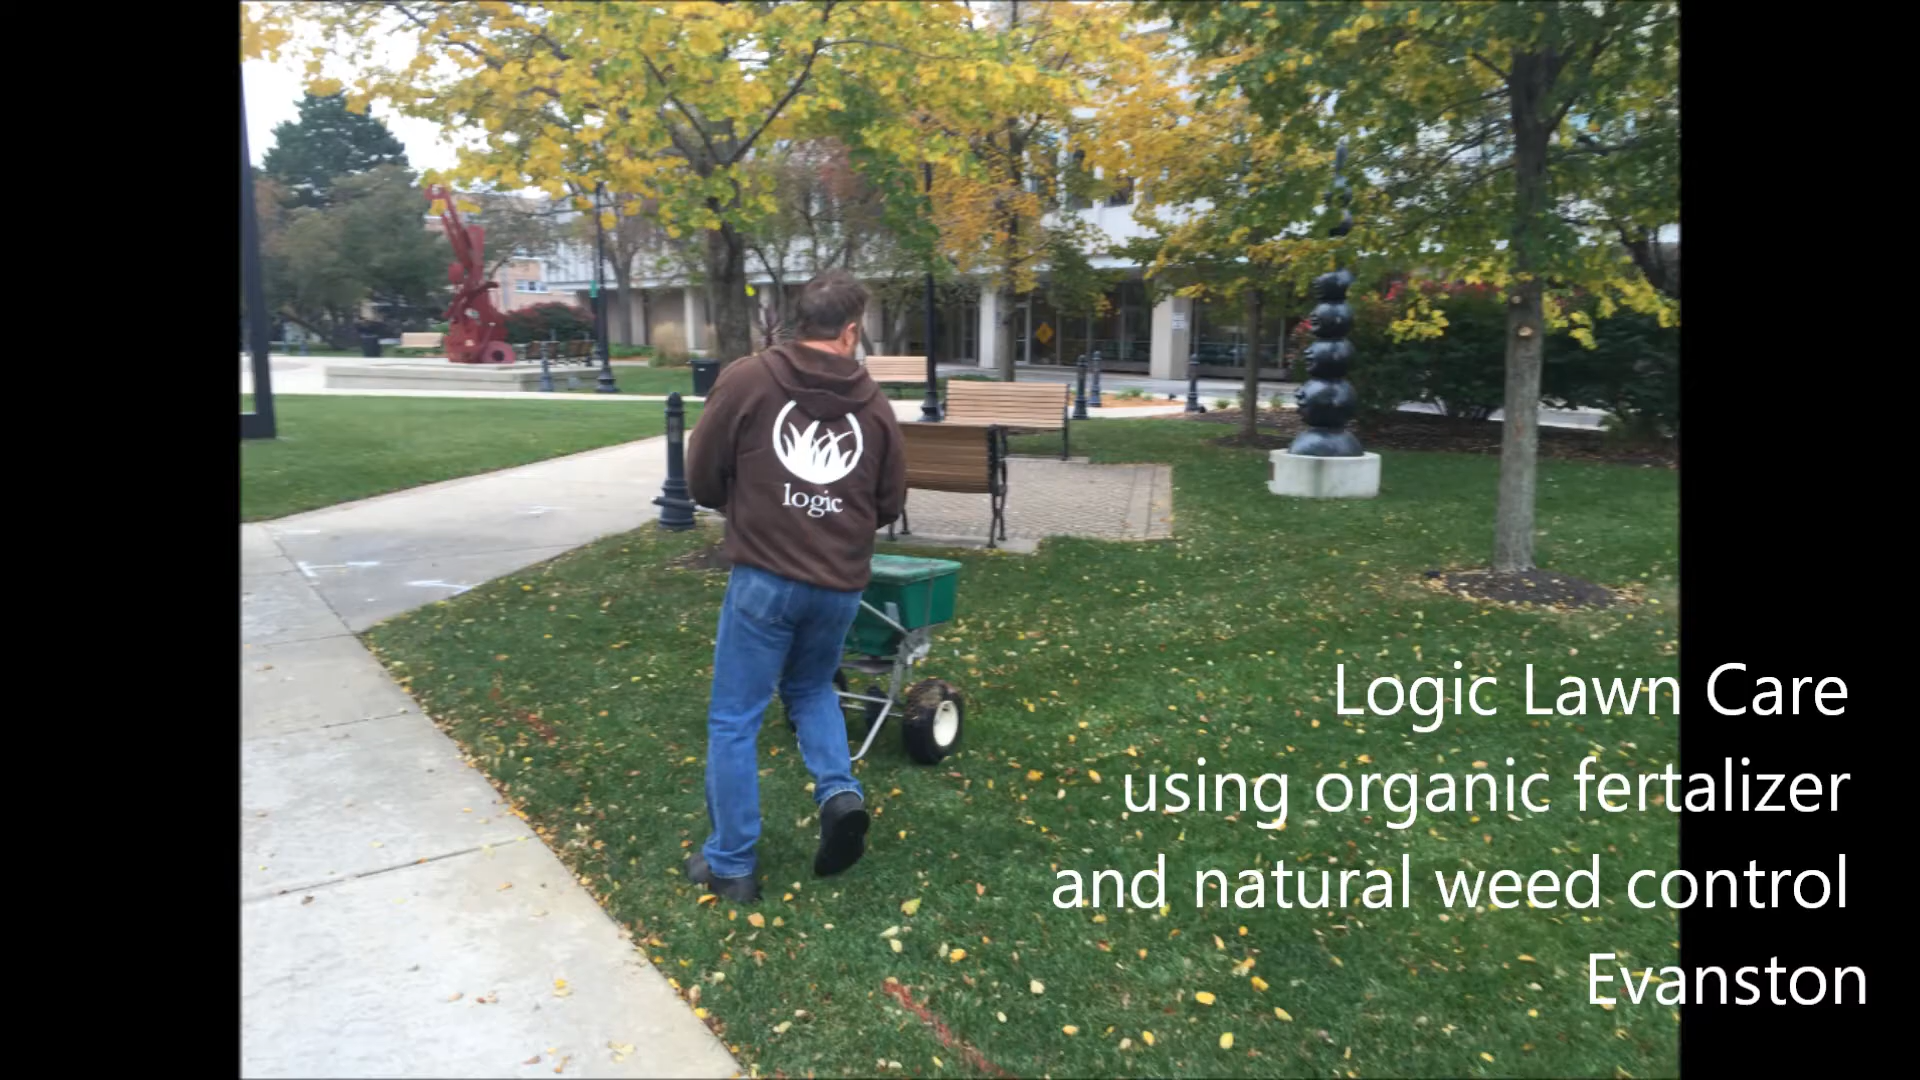 logic
Logic Lawn Care
using organic fertalizer
and natural weed control
Evanston